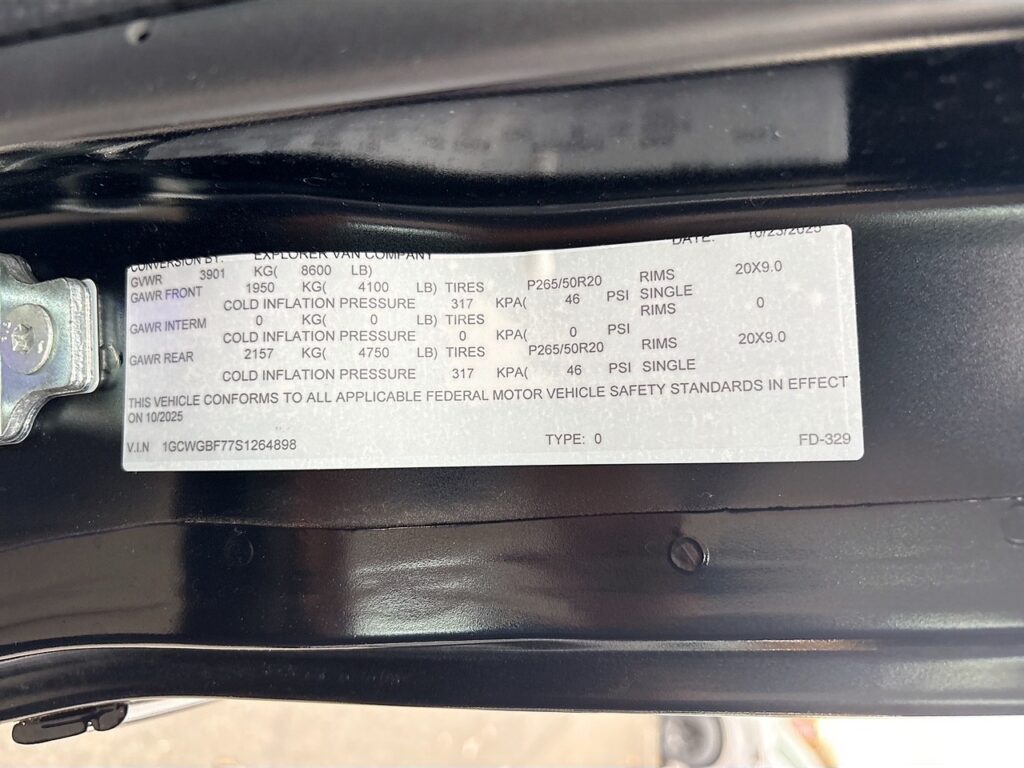 CONVERSION BY: EXPLORER VAN COMPANY DATE: 10/23/2025
GVWR 3901 KG( 8600 LB)
GAWR FRONT 1950 KG( 4100 LB) TIRES P265/50R20 RIMS 20X9.0
COLD INFLATION PRESSURE 317 KPA( 46 PSI SINGLE
GAWR INTERM 0 KG( 0 LB) TIRES RIMS 0
COLD INFLATION PRESSURE 0 KPA( 0 PSI
GAWR REAR 2157 KG( 4750 LB) TIRES P265/50R20 RIMS 20X9.0
COLD INFLATION PRESSURE 317 KPA( 46 PSI SINGLE
THIS VEHICLE CONFORMS TO ALL APPLICABLE FEDERAL MOTOR VEHICLE SAFETY STANDARDS IN EFFECT
ON 10/2025
V.I.N 1GCWGBF77S1264898 TYPE: 0 FD-329